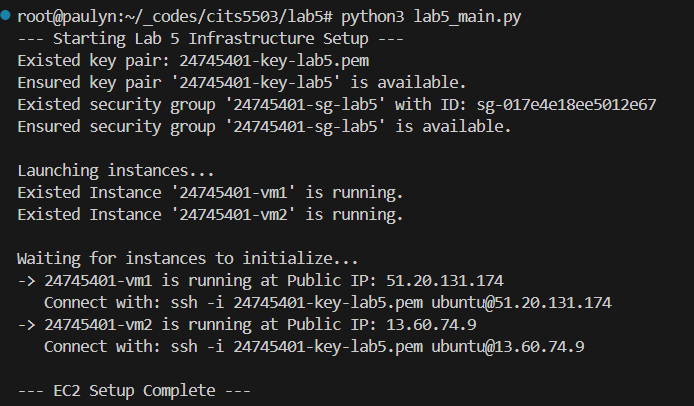 root@paulyn:~/_codes/cits5503/lab5# python3 lab5_main.py
--- Starting Lab 5 Infrastructure Setup ---
Existed key pair: 24745401-key-lab5.pem
Ensured key pair '24745401-key-lab5' is available.
Existed security group '24745401-sg-lab5' with ID: sg-017e4e18ee5012e67
Ensured security group '24745401-sg-lab5' is available.
Launching instances...
Existed Instance '24745401-vm1' is running.
Existed Instance '24745401-vm2' is running.
Waiting for instances to initialize...
-> 24745401-vm1 is running at Public IP: 51.20.131.174
Connect with: ssh -i 24745401-key-lab5.pem ubuntu@51.20.131.174
-> 24745401-vm2 is running at Public IP: 13.60.74.9
Connect with: ssh -i 24745401-key-lab5.pem ubuntu@13.60.74.9
--- EC2 Setup Complete ---